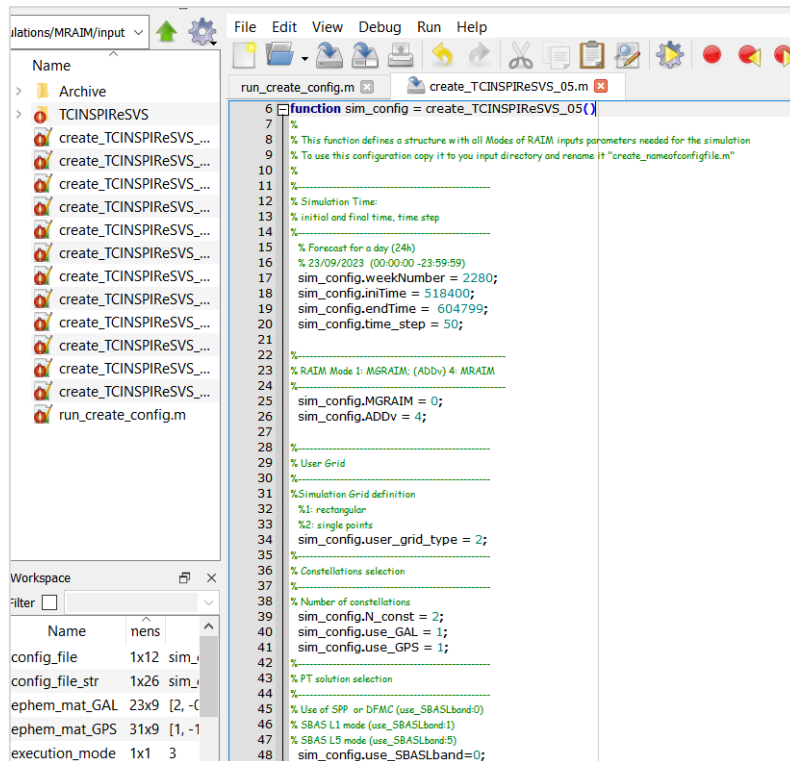 ulations/MRAIM/input
Name
Archive
TCINSPIReSVS
create_TCINSPIReSVS_...
create_TCINSPIReSVS_...
create_TCINSPIReSVS_...
create_TCINSPIReSVS_...
create_TCINSPIReSVS_...
create_TCINSPIReSVS_...
create_TCINSPIReSVS_...
create_TCINSPIReSVS_...
create_TCINSPIReSVS_...
create_TCINSPIReSVS_...
create_TCINSPIReSVS_...
create_TCINSPIReSVS_...
run_create_config.m
Workspace
Filter
Name nens
config_file 1x12 sim_
config_file_str 1x26 sim_
ephem_mat_GAL 23x9 [2, -0
ephem_mat_GPS 31x9 [1, -1
execution_mode 1x1 3
File Edit View Debug Run Help
run_create_config.m
create_TCINSPIReSVS_05.m
6 function sim_config = create_TCINSPIReSVS_05()
7 %
8 % This function defines a structure with all Modes of RAIM inputs parameters needed for the simulation
9 % To use this configuration copy it to you input directory and rename it "create_nameofconfigfile.m"
10 %
11 %-----------------------------------------------
12 % Simulation Time:
13 % initial and final time, time step
14 %-----------------------------------------------
15 % Forecast for a day (24h)
16 % 23/09/2023 (00:00:00 -23:59:59)
17 sim_config.weekNumber = 2280;
18 sim_config.iniTime = 518400;
19 sim_config.endTime = 604799;
20 sim_config.time_step = 50;
21
22 %---------------------------------------------------
23 % RAIM Mode 1: MGRAIM; (ADDv) 4: MRAIM
24 %---------------------------------------------------
25 sim_config.MGRAIM = 0;
26 sim_config.ADDv = 4;
27
28 %-----------------------------------------------
29 % User Grid
30 %-----------------------------------------------
31 %Simulation Grid definition
32 %1: rectangular
33 %2: single points
34 sim_config.user_grid_type = 2;
35 %-----------------------------------------------
36 % Constellations selection
37 %-----------------------------------------------
38 % Number of constellations
39 sim_config.N_const = 2;
40 sim_config.use_GAL = 1;
41 sim_config.use_GPS = 1;
42 %-----------------------------------------------
43 % PT solution selection
44 %-----------------------------------------------
45 % Use of SPP or DFMC (use_SBASLband:0)
46 % SBAS L1 mode (use_SBASLband:1)
47 % SBAS L5 mode (use_SBASLband:5)
48 sim_config.use_SBASLband=0;